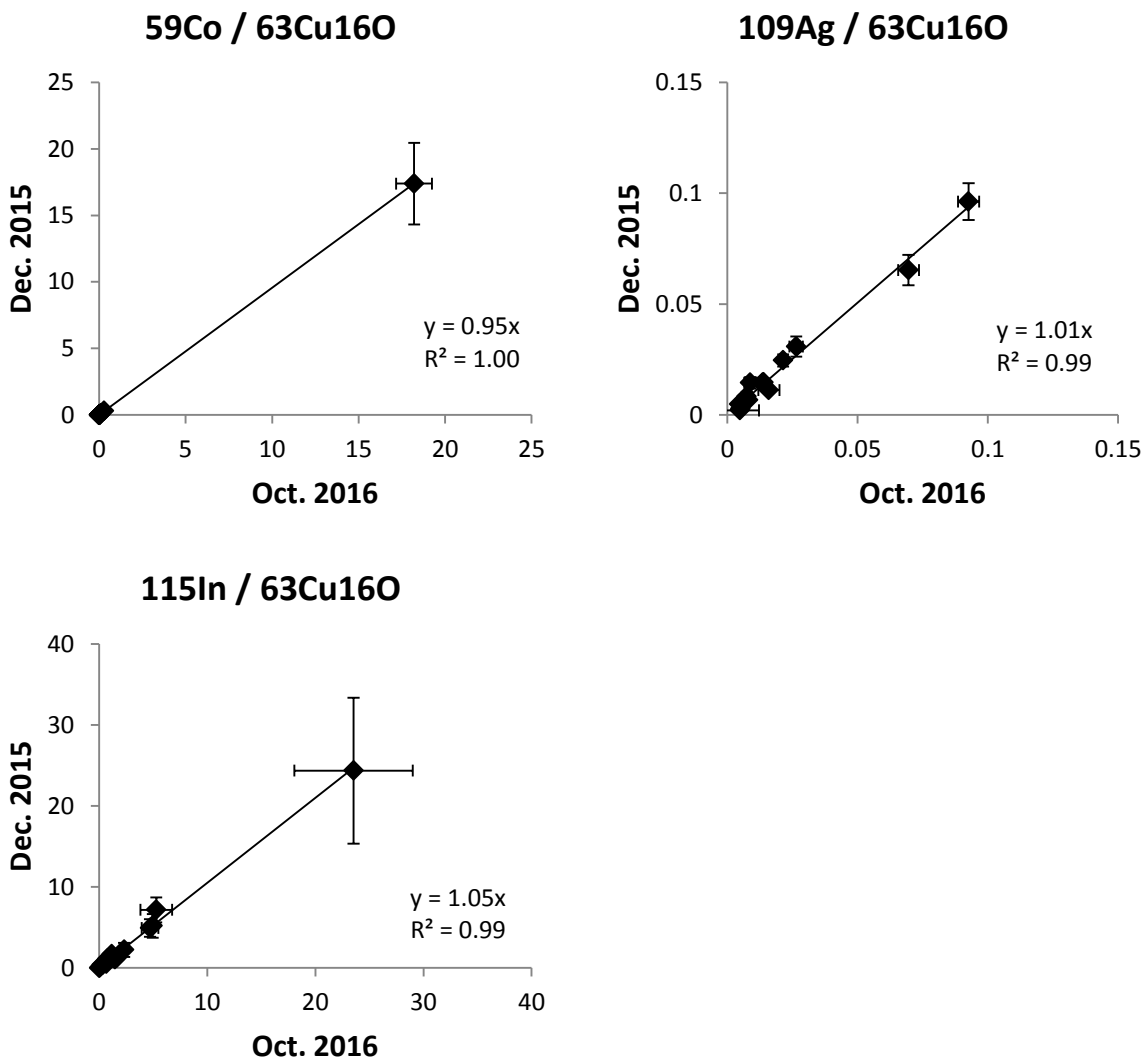 59Co / 63Cu16O
25
20
15
10
5
0
Dec. 2015
y = 0.95x
R² = 1.00
0 5 10 15 20 25
Oct. 2016
109Ag / 63Cu16O
0.15
0.1
0.05
0
Dec. 2015
y = 1.01x
R² = 0.99
0 0.05 0.1 0.15
Oct. 2016
115In / 63Cu16O
40
30
20
10
0
Dec. 2015
y = 1.05x
R² = 0.99
0 10 20 30 40
Oct. 2016